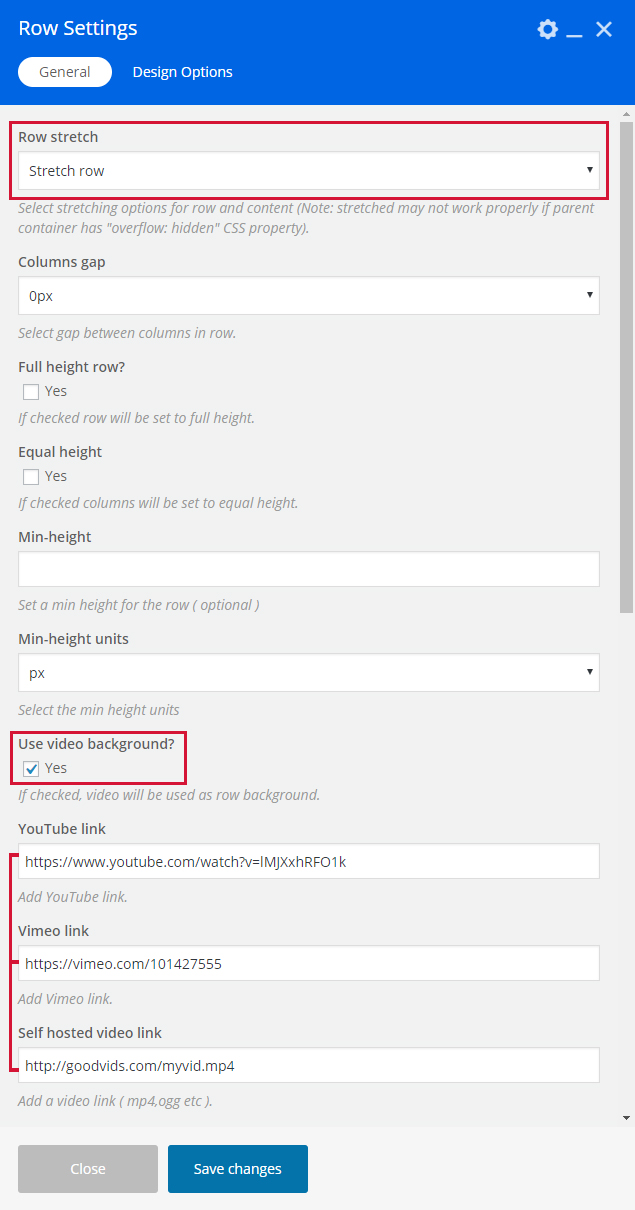 Row Settings
General
Design Options
Row stretch
Stretch row
Select stretching options for row and content (Note: stretched may not work properly if parent
container has "overflow: hidden" CSS property).
Columns gap
0px
Select gap between columns in row.
Full height row?
Yes
If checked row will be set to full height.
Equal height
Yes
If checked columns will be set to equal height.
Min-height
Set a min height for the row ( optional )
Min-height units
px
Select the min height units
Use video background?
Yes
If checked, video will be used as row background.
YouTube link
https://www.youtube.com/watch?v=lMJXxhRFO1k
Add YouTube link.
Vimeo link
https://vimeo.com/101427555
Add Vimeo link.
Self hosted video link
http://goodvids.com/myvid.mp4
Add a video link ( mp4,ogg etc ).
Close
Save changes